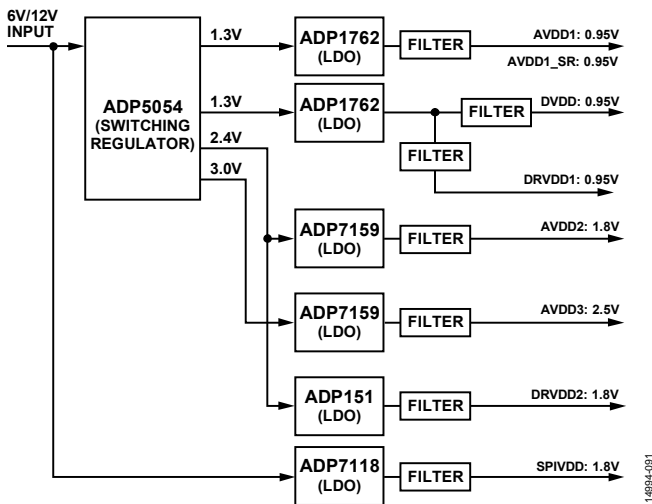 6V/12V
INPUT
ADP5054
(SWITCHING
REGULATOR)
1.3V
1.3V
2.4V
3.0V
ADP1762
(LDO)
FILTER
AVDD1: 0.95V
AVDD1_SR: 0.95V
ADP1762
(LDO)
FILTER
DVDD: 0.95V
FILTER
DRVDD1: 0.95V
ADP7159
(LDO)
FILTER
AVDD2: 1.8V
ADP7159
(LDO)
FILTER
AVDD3: 2.5V
ADP151
(LDO)
FILTER
DRVDD2: 1.8V
ADP7118
(LDO)
FILTER
SPIVDD: 1.8V
14994-091